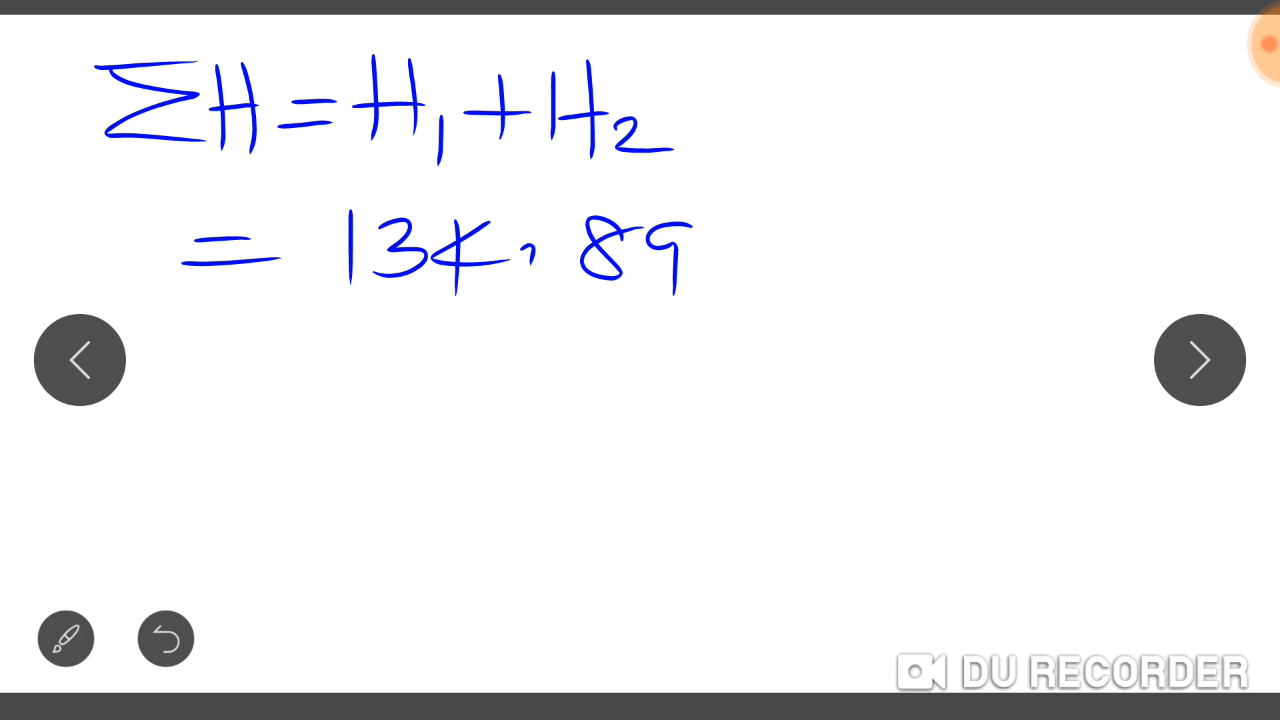 ΣH = H₁ + H₂
= 134.89
DU RECORDER